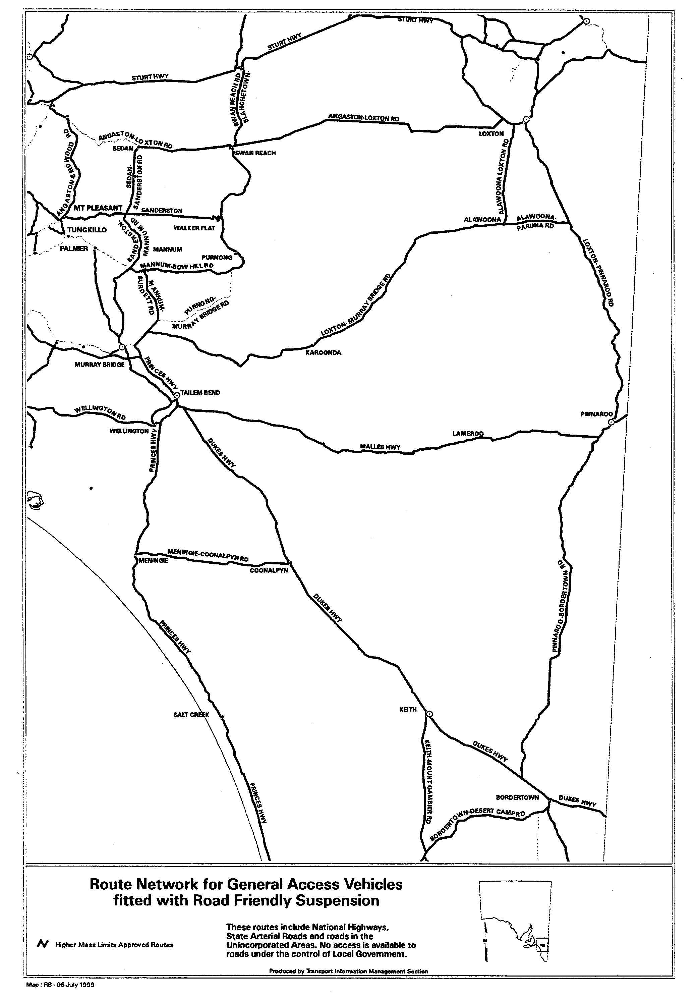 STURT HWY
STURT HWY
STURT HWY
SWAN REACH RD
BLANCHETOWN-
ANGASTON-LOXTON RD
LOXTON
ANGASTON-LOXTON RD
SEDAN
SWAN REACH
ANGASTON-BIRDWOOD RD
SEDAN-
SANDERSTON RD
ALAWOONA LOXTON RD
MT PLEASANT
SANDERSTON
WALKER FLAT
ALAWOONA
ALAWOONA-
PARUNA RD
TUNGKILLO
SANDERSTON-
MANNUM RD
PALMER
MANNUM
PURNONG
MANNUM-BOW HILL RD
LOXTON-PINNAROO RD
MANNUM-
BURDETT RD
PURNONG-
MURRAY BRIDGE RD
LOXTON-MURRAY BRIDGE RD
KAROONDA
MURRAY BRIDGE
PRINCES HWY
TAILEM BEND
WELLINGTON RD
WELLINGTON
PINNAROO
PRINCES HWY
DUKES HWY
LAMEROO
MALLEE HWY
MENINGIE-COONALPYN RD
MENINGIE
COONALPYN
PINNAROO-BORDERTOWN RD
DUKES HWY
PRINCES HWY
SALT CREEK
KEITH
KEITH-MOUNT GAMBIER RD
DUKES HWY
PRINCES HWY
BORDERTOWN
DUKES HWY
BORDERTOWN-DESERT CAMP RD
Route Network for General Access Vehicles
fitted with Road Friendly Suspension
Higher Mass Limits Approved Routes
These routes include National Highways,
State Arterial Roads and roads in the
Unincorporated Areas. No access is available to
roads under the control of Local Government.
Produced by Transport Information Management Section
Map : R8 - 06 July 1999